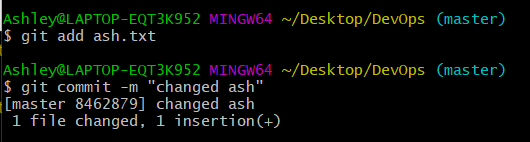 Ashley@LAPTOP-EQT3K952 MINGW64 ~/Desktop/DevOps (master)
$ git add ash.txt
Ashley@LAPTOP-EQT3K952 MINGW64 ~/Desktop/DevOps (master)
$ git commit -m "changed ash"
[master 8462879] changed ash
 1 file changed, 1 insertion(+)